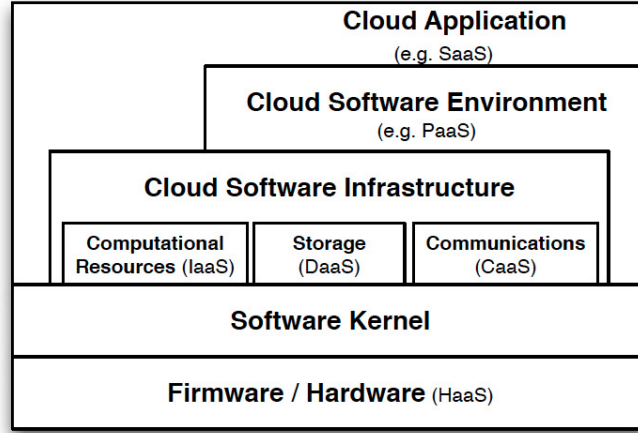 Cloud Application
(e.g. SaaS)
Cloud Software Environment
(e.g. PaaS)
Cloud Software Infrastructure
Computational
Resources (IaaS)
Storage
(DaaS)
Communications
(CaaS)
Software Kernel
Firmware / Hardware (HaaS)